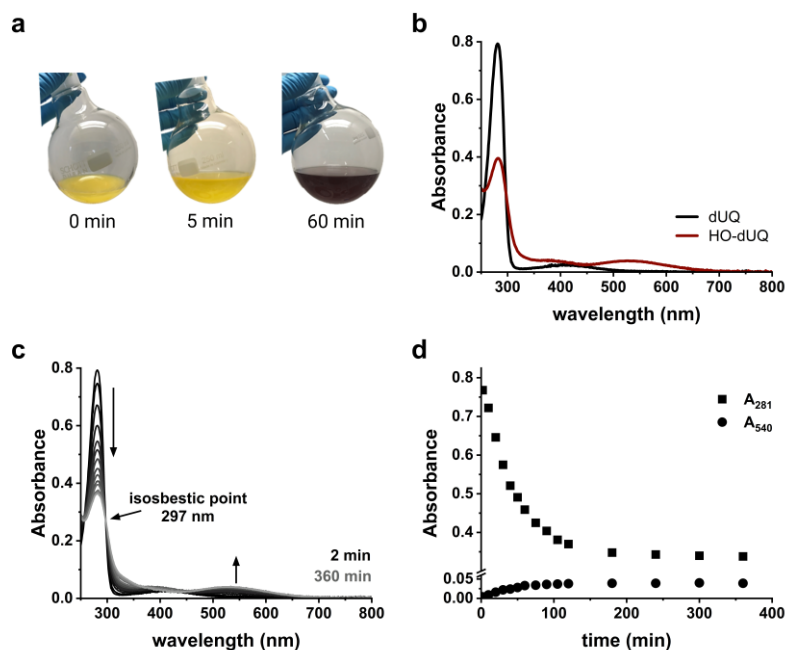 a
0 min
5 min
60 min
b
Absorbance
0.8
0.6
0.4
0.2
0.0
300
400
500
600
700
800
wavelength (nm)
dUQ
HO-dUQ
c
Absorbance
0.8
0.6
0.4
0.2
0.0
isosbestic point
297 nm
2 min
360 min
100
200
300
400
500
600
700
800
wavelength (nm)
d
Absorbance
0.8
0.7
0.6
0.5
0.4
0.05
0.00
A281
A540
0
100
200
300
400
time (min)